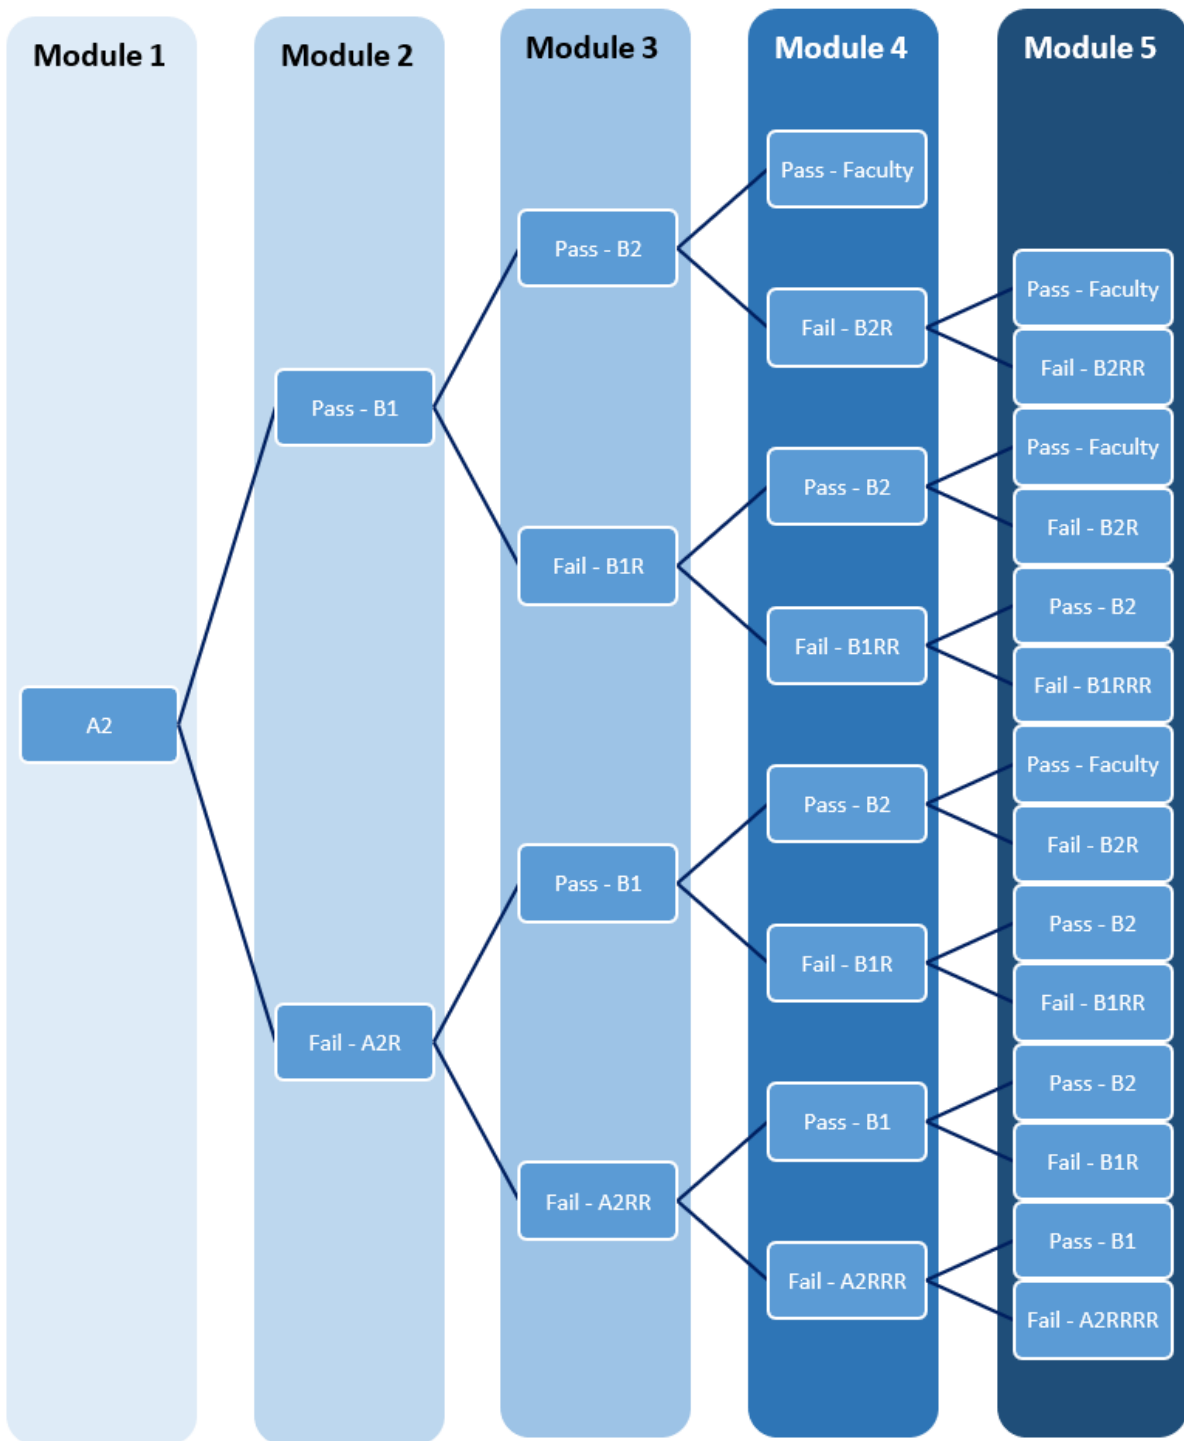 Module 1
Module 2
Module 3
Module 4
Module 5
A2
Pass - B1
Fail - A2R
Pass - B2
Fail - B1R
Pass - B1
Fail - A2RR
Pass - Faculty
Fail - B2R
Pass - B2
Fail - B1RR
Pass - B2
Fail - B1R
Pass - B1
Fail - A2RRR
Pass - Faculty
Fail - B2RR
Pass - Faculty
Fail - B2R
Pass - B2
Fail - B1RRR
Pass - Faculty
Fail - B2R
Pass - B2
Fail - B1RR
Pass - B2
Fail - B1R
Pass - B1
Fail - A2RRRR